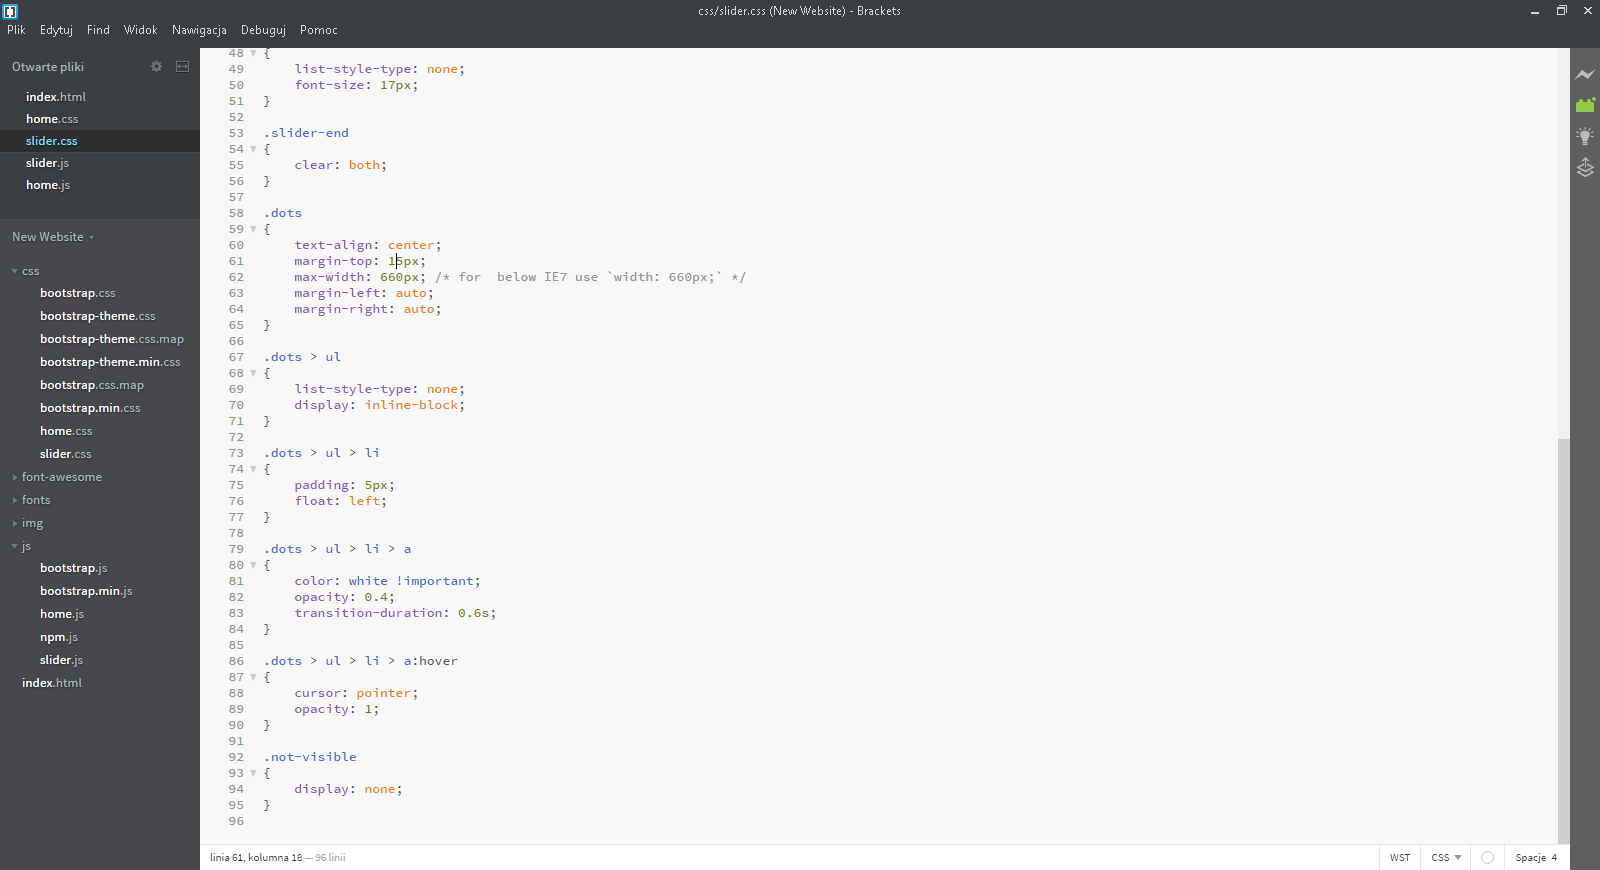 css/slider.css (New Website) - Brackets
Plik Edytuj Find Widok Nawigacja Debuguj Pomoc
Otwarte pliki
index.html
home.css
slider.css
slider.js
home.js
New Website
css
bootstrap.css
bootstrap-theme.css
bootstrap-theme.css.map
bootstrap-theme.min.css
bootstrap.css.map
bootstrap.min.css
home.css
slider.css
font-awesome
fonts
img
js
bootstrap.js
bootstrap.min.js
home.js
npm.js
slider.js
index.html
48 {
49     list-style-type: none;
50     font-size: 17px;
51 }
52
53 .slider-end
54 {
55     clear: both;
56 }
57
58 .dots
59 {
60     text-align: center;
61     margin-top: 15px;
62     max-width: 660px; /* for  below IE7 use `width: 660px;` */
63     margin-left: auto;
64     margin-right: auto;
65 }
66
67 .dots > ul
68 {
69     list-style-type: none;
70     display: inline-block;
71 }
72
73 .dots > ul > li
74 {
75     padding: 5px;
76     float: left;
77 }
78
79 .dots > ul > li > a
80 {
81     color: white !important;
82     opacity: 0.4;
83     transition-duration: 0.6s;
84 }
85
86 .dots > ul > li > a:hover
87 {
88     cursor: pointer;
89     opacity: 1;
90 }
91
92 .not-visible
93 {
94     display: none;
95 }
96
linia 61, kolumna 18 — 96 linii
WST CSS Spacje 4